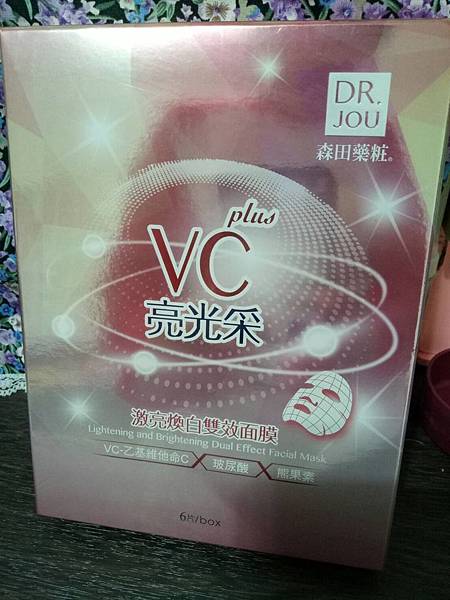 DR.
JOU
森田藥粧®
plus
VC
亮光采
激亮煥白雙效面膜
Lightening and Brightening Dual Effect Facial Mask
VC-乙基維他命C 玻尿酸 熊果素
6片/box